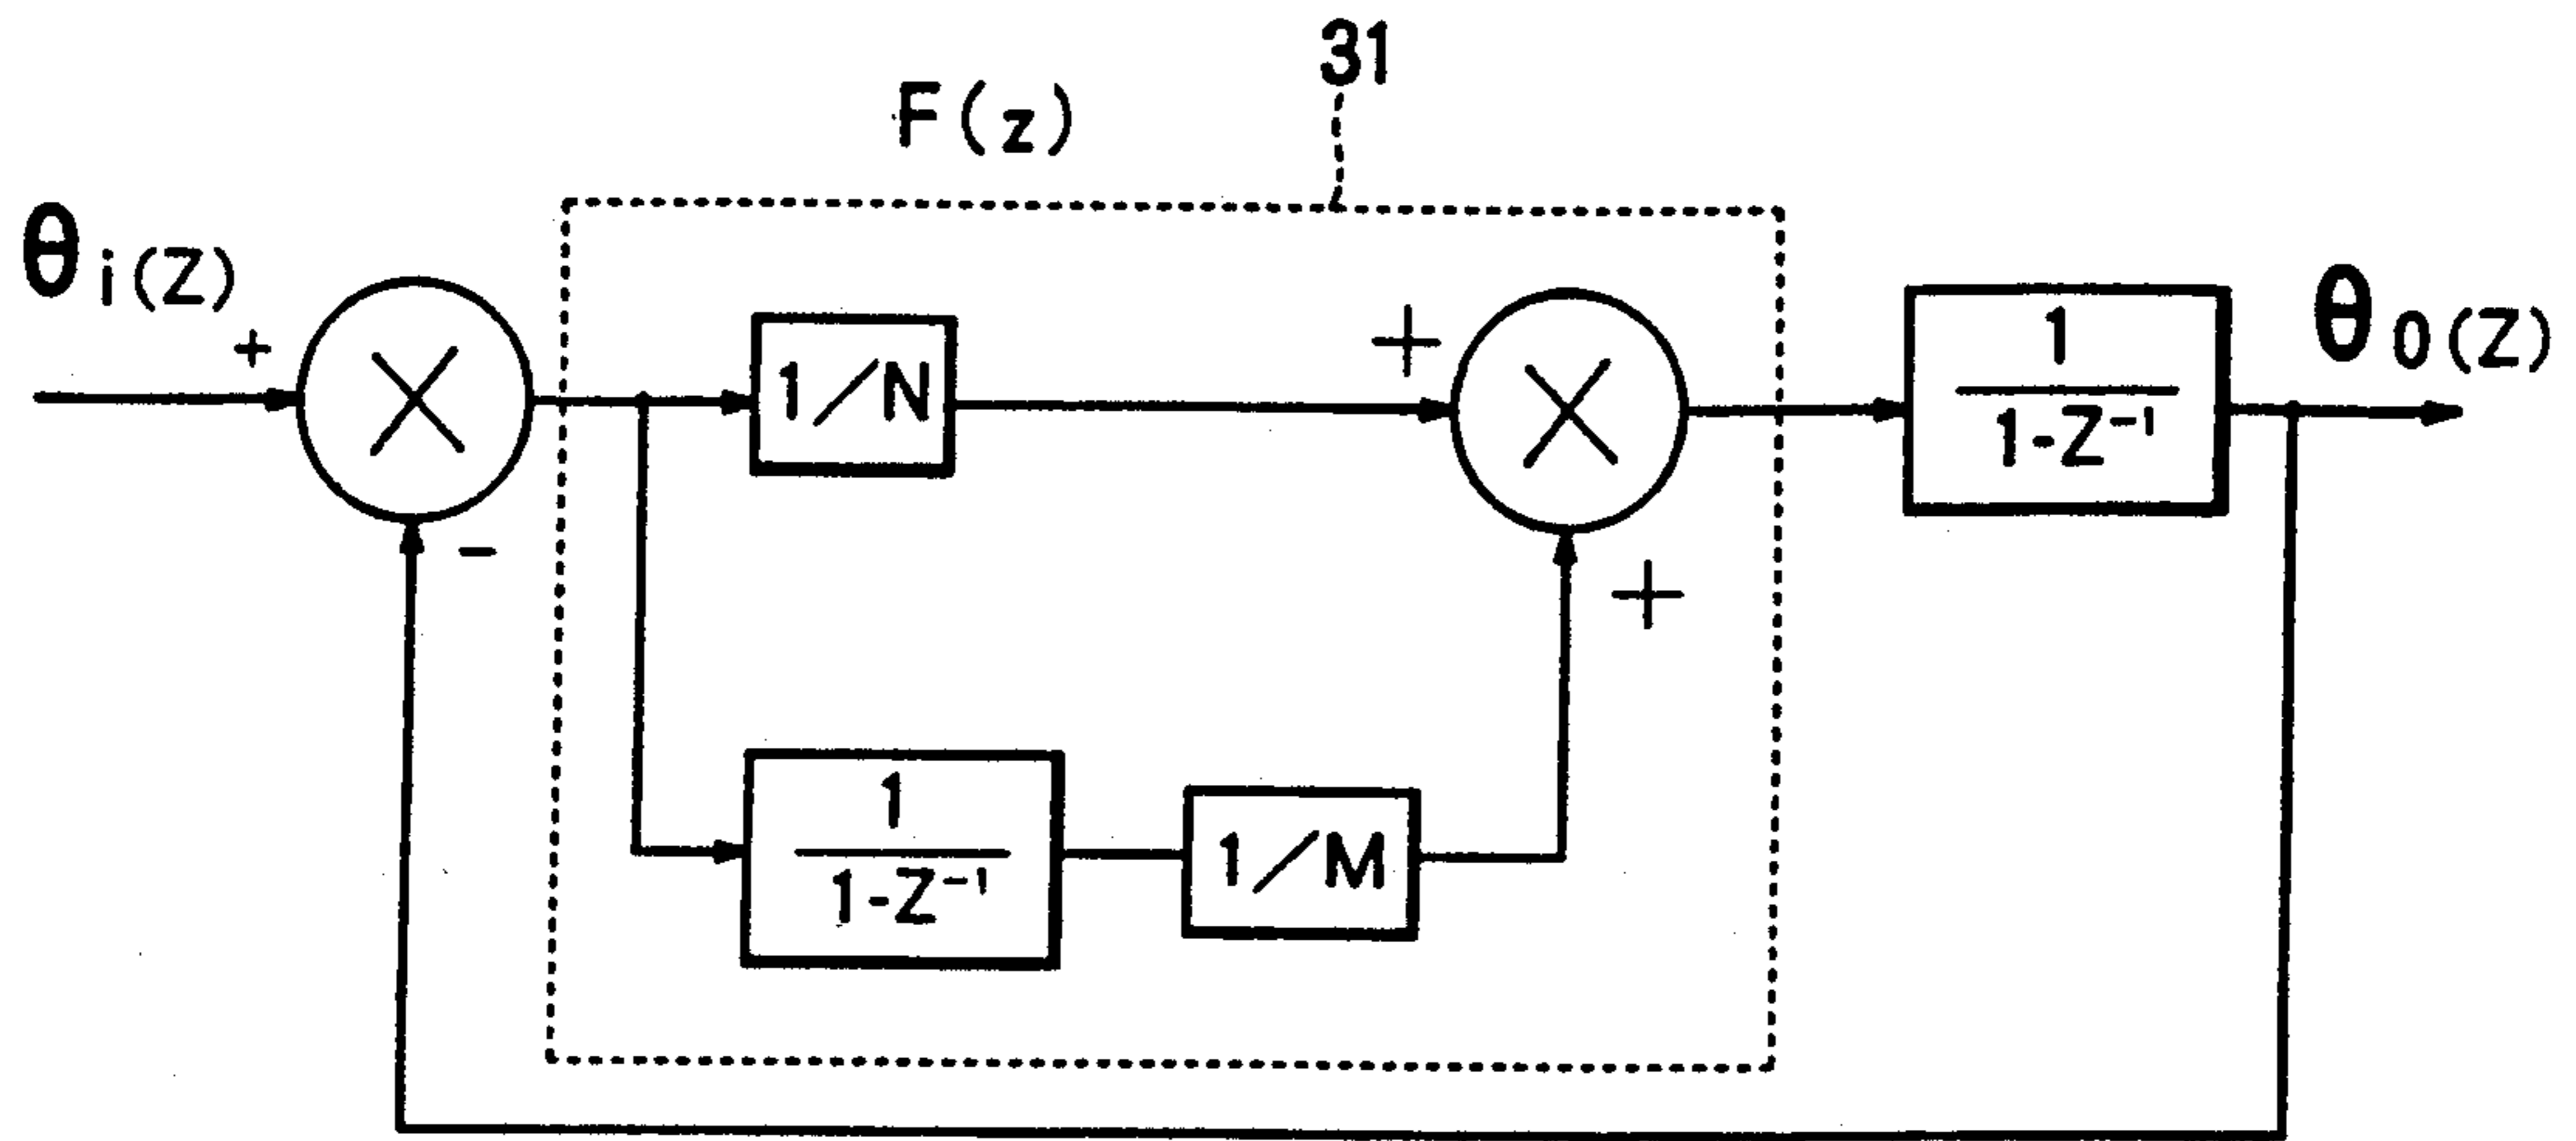 31
F(z)
θi(Z)
+
-
1/N
+
+
1
1-Z⁻¹
θ0(Z)
1
1-Z⁻¹
1/M